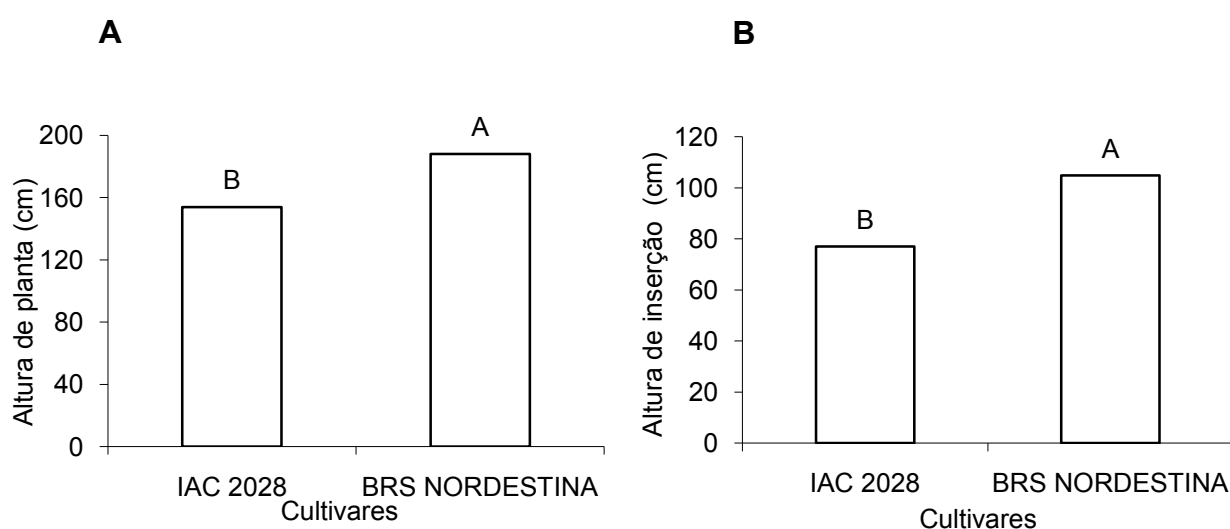 A
Altura de planta (cm)
200
160
120
80
40
0
B
A
IAC 2028
BRS NORDESTINA
Cultivares
B
Altura de inserção (cm)
120
100
80
60
40
20
0
B
A
IAC 2028
BRS NORDESTINA
Cultivares